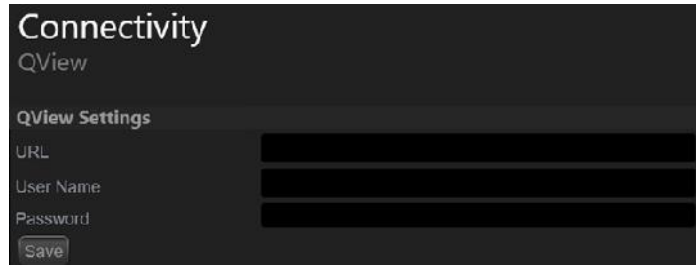 Connectivity
QView
QView Settings
URL
User Name
Password
Save